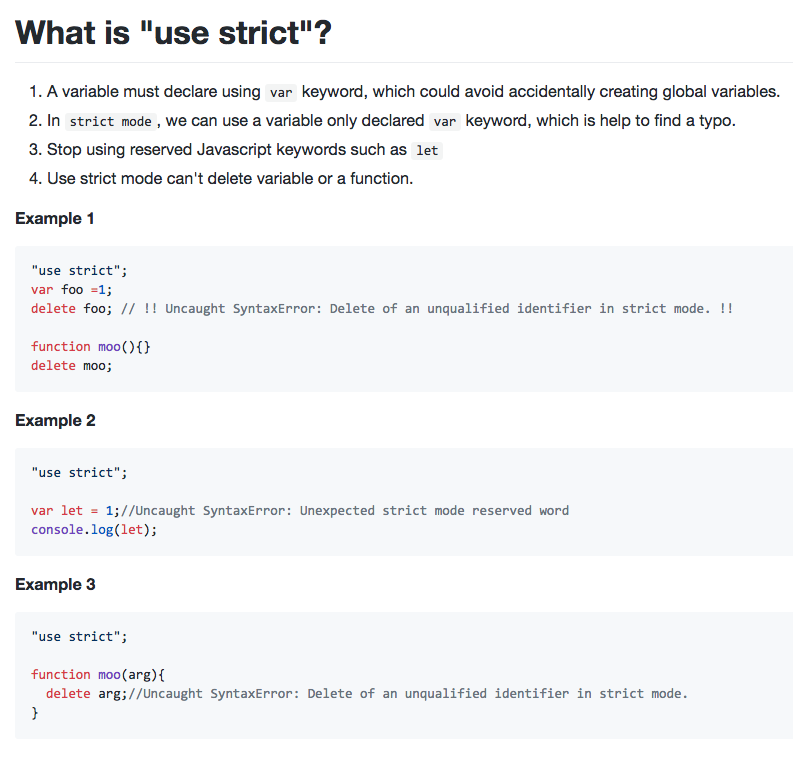 What is "use strict"?
1. A variable must declare using var keyword, which could avoid accidentally creating global variables.
2. In strict mode, we can use a variable only declared var keyword, which is help to find a typo.
3. Stop using reserved Javascript keywords such as let
4. Use strict mode can't delete variable or a function.
Example 1
"use strict";
var foo =1;
delete foo; // !! Uncaught SyntaxError: Delete of an unqualified identifier in strict mode. !!
function moo(){}
delete moo;
Example 2
"use strict";
var let = 1;//Uncaught SyntaxError: Unexpected strict mode reserved word
console.log(let);
Example 3
"use strict";
function moo(arg){
delete arg;//Uncaught SyntaxError: Delete of an unqualified identifier in strict mode.
}